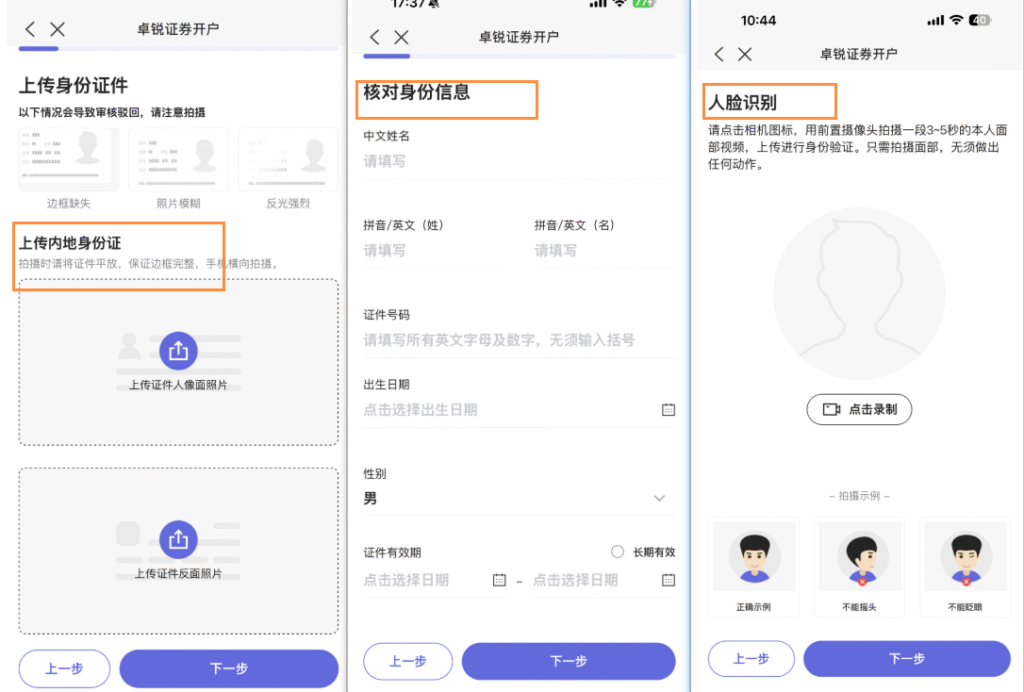 卓锐证券开户
上传身份证件
以下情况会导致审核驳回，请注意拍摄
边框缺失
照片模糊
反光强烈
上传内地身份证
拍摄时请将证件平放，保证边框完整，手机横向拍摄。
上传证件人像面照片
上传证件反面照片
上一步
下一步
17:37
77
卓锐证券开户
核对身份信息
中文姓名
请填写
拼音/英文（姓）
拼音/英文（名）
请填写
请填写
证件号码
请填写所有英文字母及数字，无须输入括号
出生日期
点击选择出生日期
性别
男
证件有效期
长期有效
点击选择日期
– 点击选择日期
上一步
下一步
10:44
40
卓锐证券开户
人脸识别
请点击相机图标，用前置摄像头拍摄一段3~5秒的本人面
部视频，上传进行身份验证。只需拍摄面部，无须做出
任何动作。
点击录制
– 拍摄示例 –
正确示例
不能摇头
不能眨眼
上一步
下一步